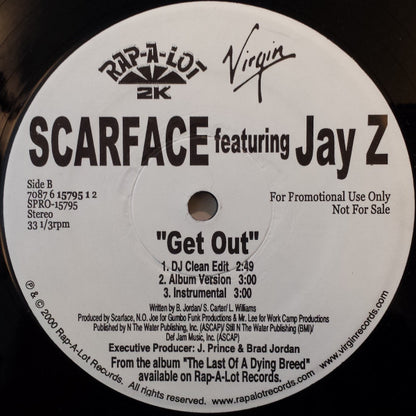 RAP-A-LOT
2K
Virgin
SCARFACE featuring Jay Z
Side B
7087 6 15795 1 2
SPRO-15795
Stereo
33 1/3rpm
For Promotional Use Only
Not For Sale
"Get Out"
1. DJ Clean Edit 2:49
2. Album Version 3:00
3. Instrumental 3:00
Written by B. Jordan/ S. Carter/ L. Williams
Produced by Scarface, N.O. Joe for Gumbo Funk Productions & Mr. Lee for Work Camp Productions
Published by N The Water Publishing, Inc. (ASCAP)/ Still N The Water Publishing (BMI)/
Def Jam Music, Inc. (ASCAP)
Executive Producer: J. Prince & Brad Jordan
From the album "The Last Of A Dying Breed"
available on Rap-A-Lot Records.
℗ & © 2000 Rap-A-Lot Records. All rights reserved. www.rapalotrecords.com www.virginrecords.com